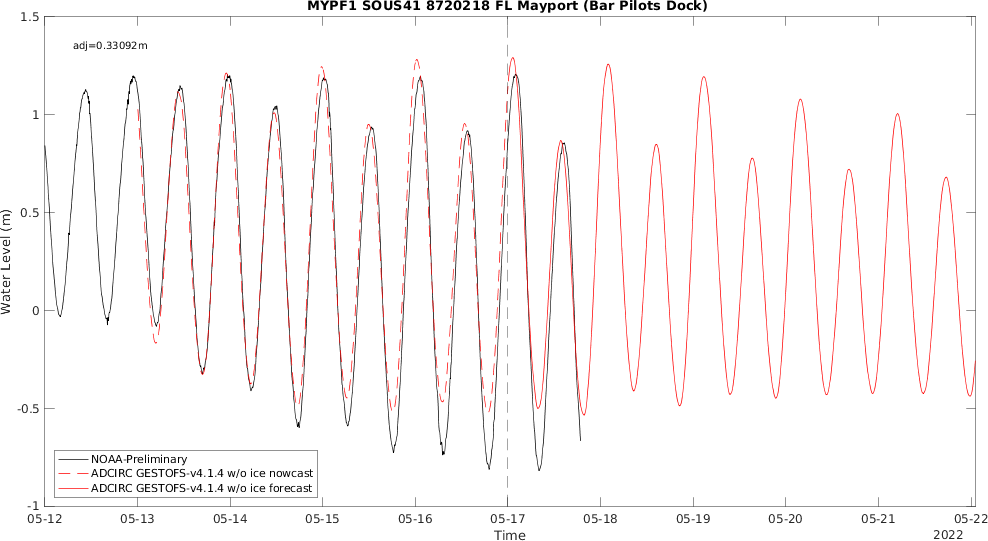 MYPF1 SOUS41 8720218 FL Mayport (Bar Pilots Dock)
adj=0.33092m
1.5
1
0.5
0
-0.5
-1
Water Level (m)
NOAA-Preliminary
ADCIRC GESTOFS-v4.1.4 w/o ice nowcast
ADCIRC GESTOFS-v4.1.4 w/o ice forecast
05-12 05-13 05-14 05-15 05-16 05-17 05-18 05-19 05-20 05-21 05-22
Time
2022